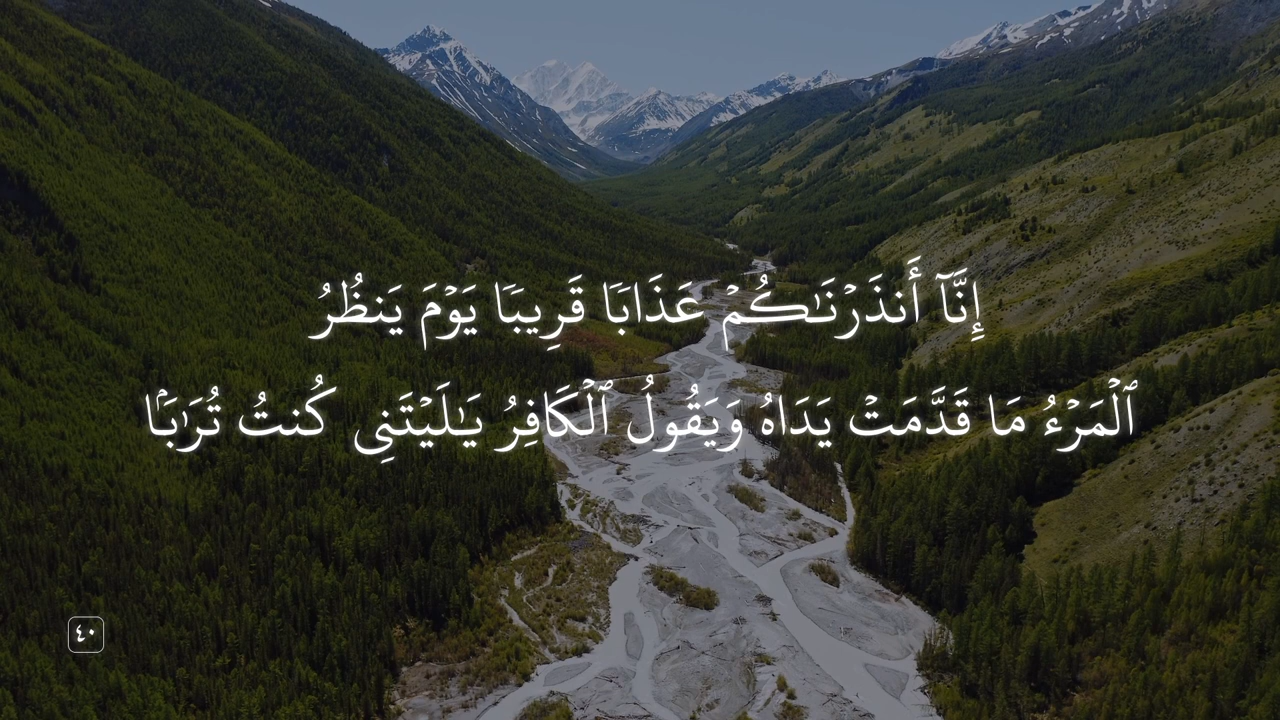 إِنَّآ أَنذَرْنَـٰكُمْ عَذَابًا قَرِيبًا يَوْمَ يَنظُرُ
ٱلْمَرْءُ مَا قَدَّمَتْ يَدَاهُ وَيَقُولُ ٱلْكَافِرُ يَـٰلَيْتَنِى كُنتُ تُرَٰبًۢا
٤٠